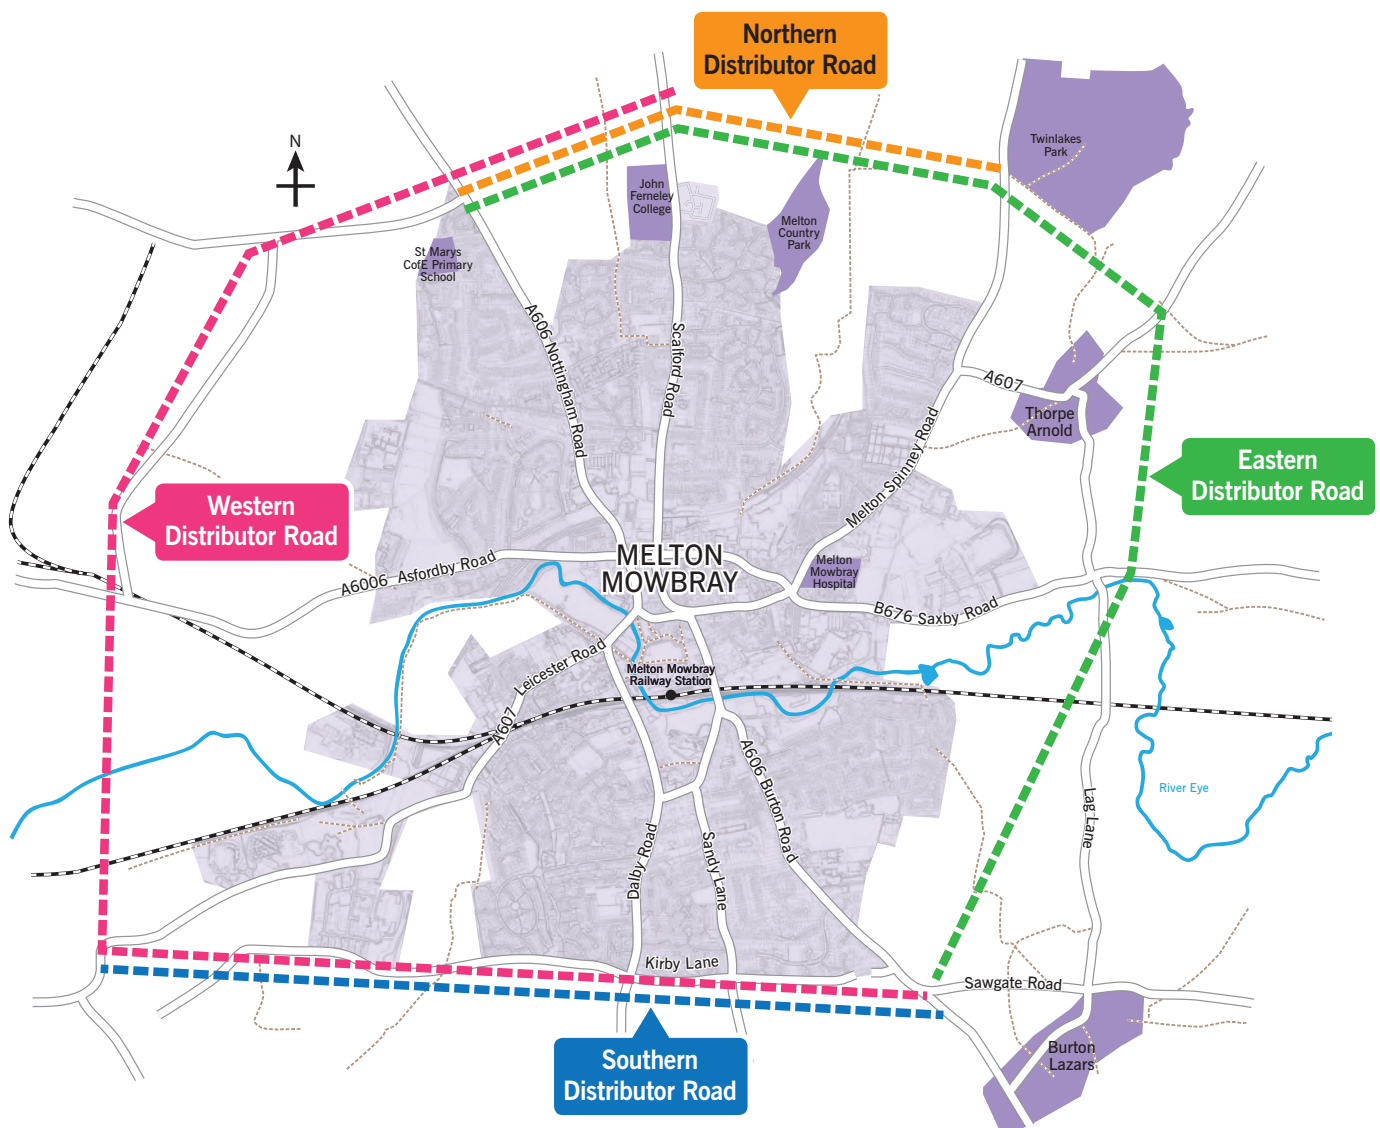 Northern
Distributor Road
N
Twinlakes
Park
John
Ferneley
College
Melton
Country
Park
St Marys
CofE Primary
School
A606 Nottingham Road
Scalford Road
A607
Thorpe
Arnold
Melton Spinney Road
Eastern
Distributor Road
Western
Distributor Road
MELTON
MOWBRAY
A6006 Asfordby Road
Melton
Mowbray
Hospital
B676 Saxby Road
A607 Leicester Road
Melton Mowbray
Railway Station
A606 Burton Road
River Eye
Lag Lane
Dalby Road
Sandy Lane
Kirby Lane
Sawgate Road
Southern
Distributor Road
Burton
Lazars